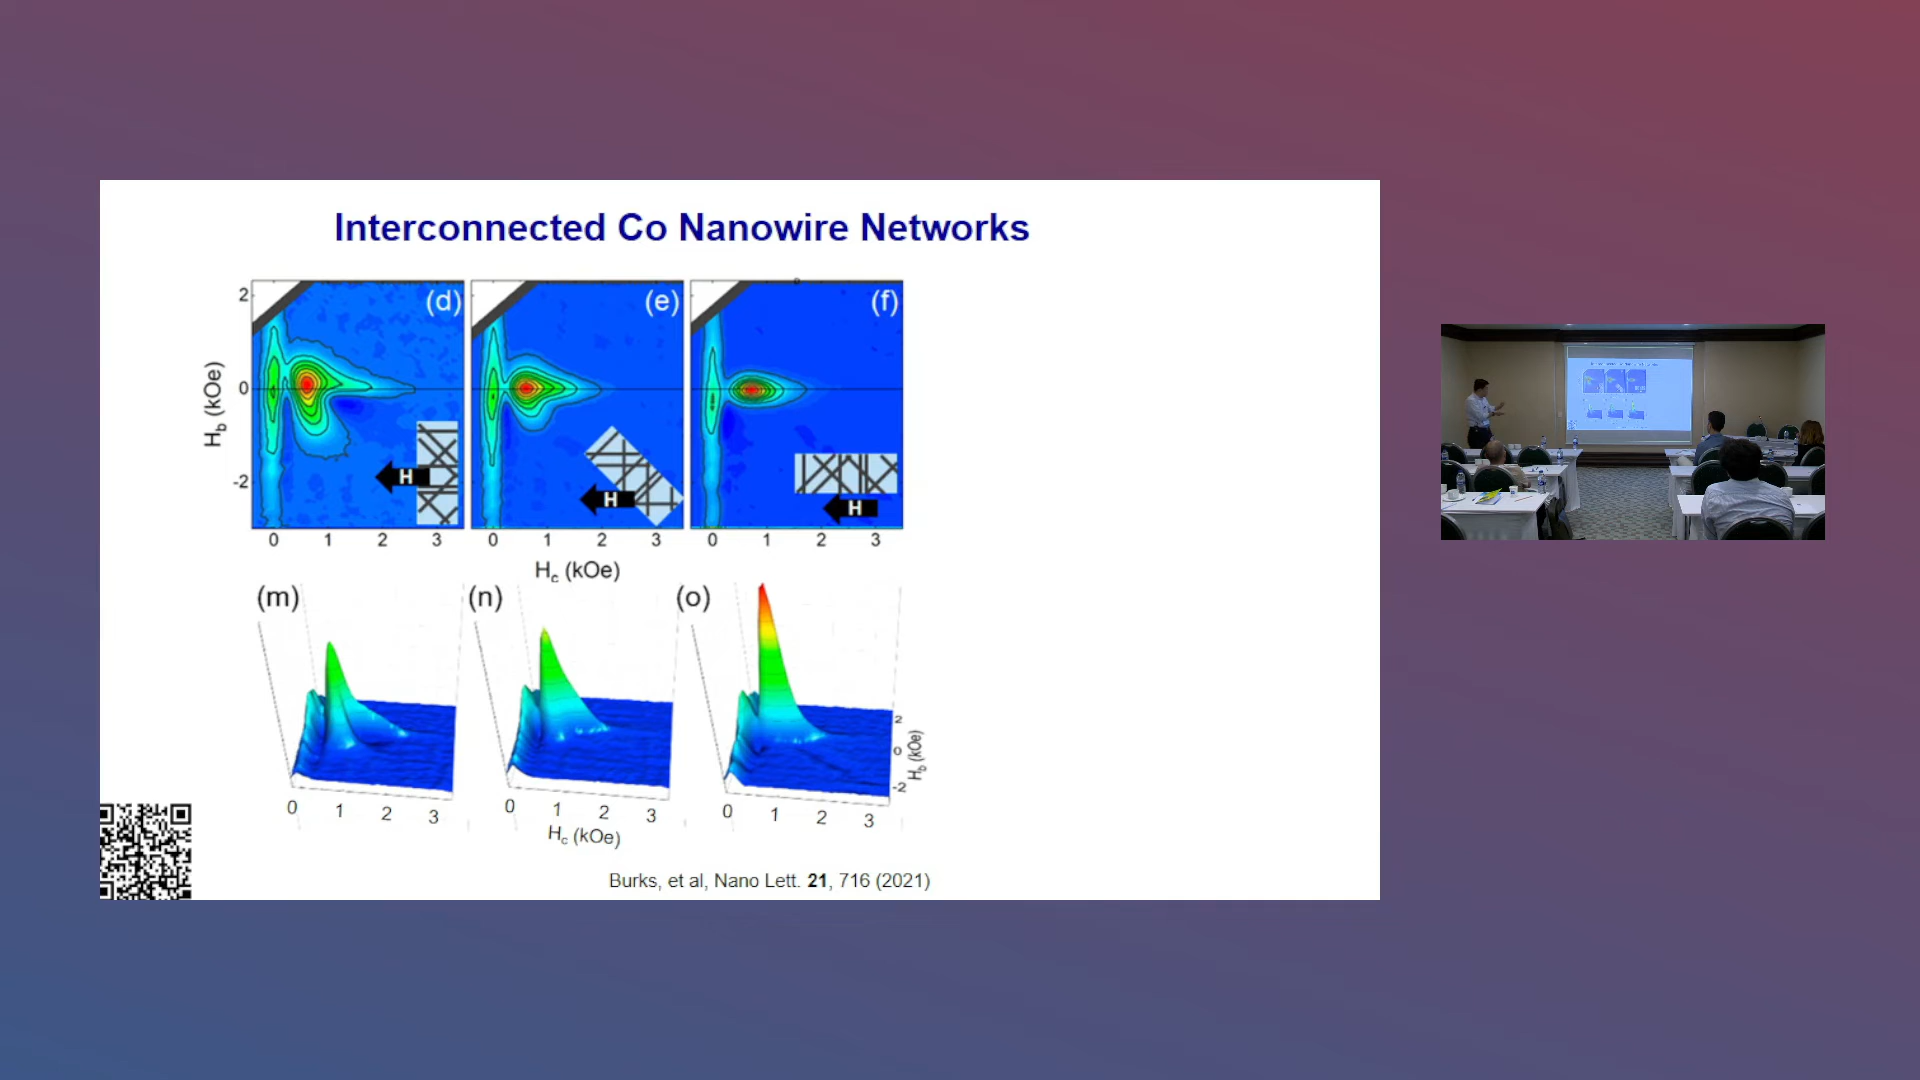 Interconnected Co Nanowire Networks
(d) (e) (f)
2
0
-2
H_b (kOe)
H
H
H
0 1 2 3 0 1 2 3 0 1 2 3
H_c (kOe)
(m) (n) (o)
2
0
-2
H_b (kOe)
0 1 2 3 0 1 2 3 0 1 2 3
H_c (kOe)
Burks, et al, Nano Lett. 21, 716 (2021)